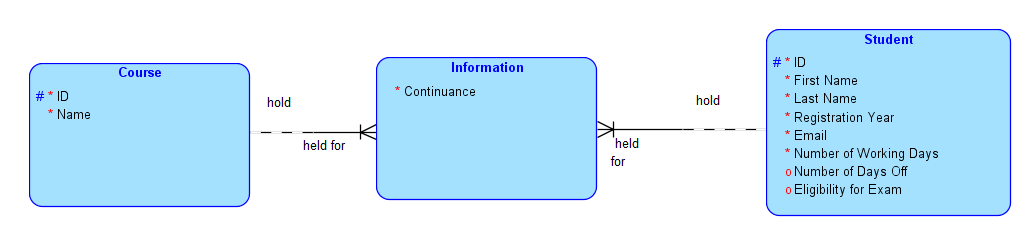 Course
# * ID
* Name
hold
held for
Information
* Continuance
hold
held
for
Student
# * ID
* First Name
* Last Name
* Registration Year
* Email
* Number of Working Days
o Number of Days Off
o Eligibility for Exam